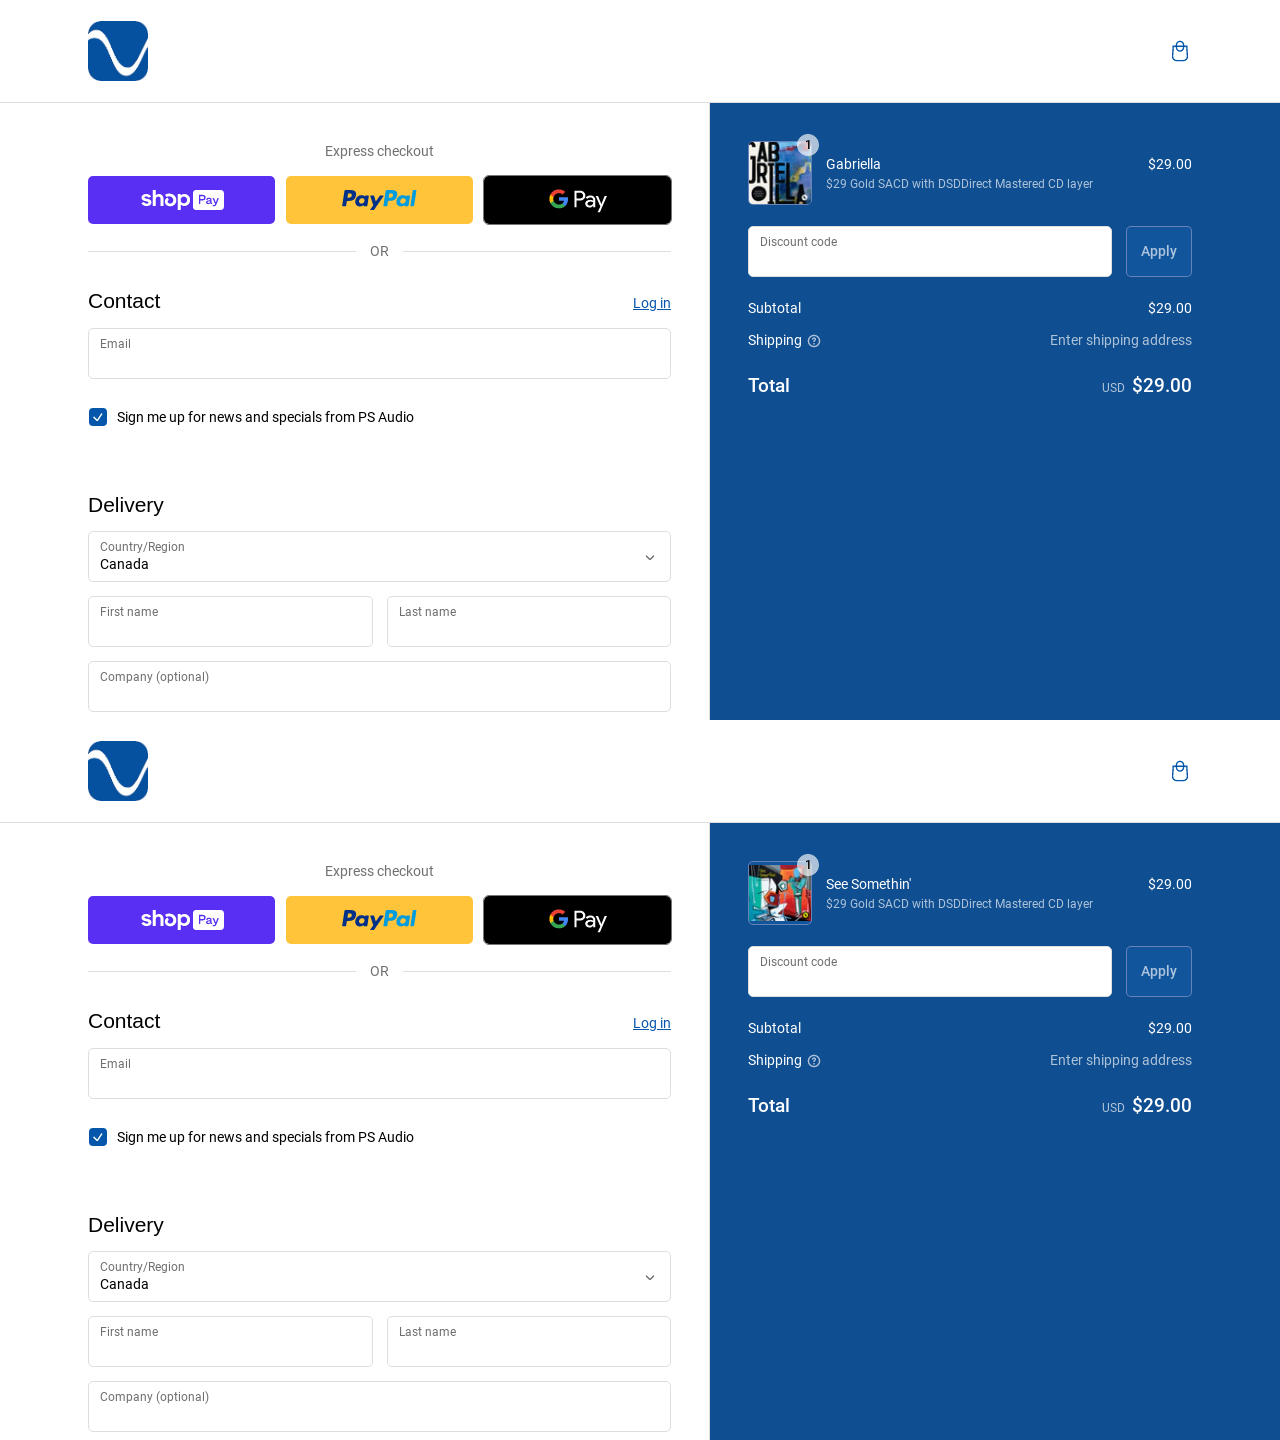 Express checkout
shop Pay
PayPal
G Pay
OR
Contact
Log in
Email
Sign me up for news and specials from PS Audio
Delivery
Country/Region
Canada
First name
Last name
Company (optional)
1
Gabriella
$29.00
$29 Gold SACD with DSDDirect Mastered CD layer
Discount code
Apply
Subtotal
$29.00
Shipping
Enter shipping address
Total
USD $29.00
Express checkout
shop Pay
PayPal
G Pay
OR
Contact
Log in
Email
Sign me up for news and specials from PS Audio
Delivery
Country/Region
Canada
First name
Last name
Company (optional)
1
See Somethin'
$29.00
$29 Gold SACD with DSDDirect Mastered CD layer
Discount code
Apply
Subtotal
$29.00
Shipping
Enter shipping address
Total
USD $29.00